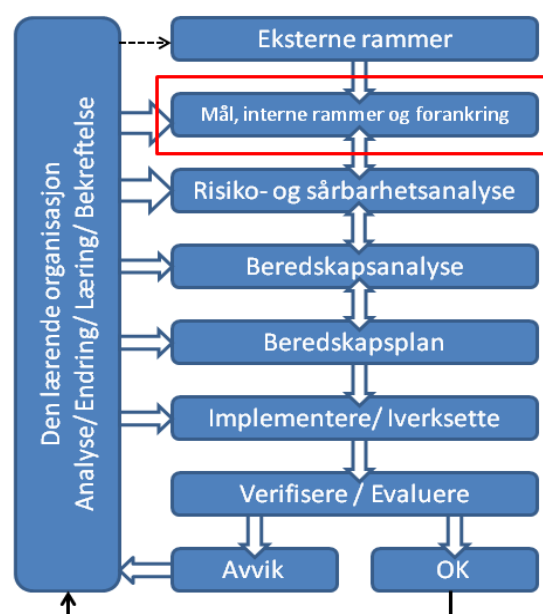 Den lærende organisasjon
Analyse/ Endring/ Læring/ Bekreftelse
Eksterne rammer
Mål, interne rammer og forankring
Risiko- og sårbarhetsanalyse
Beredskapsanalyse
Beredskapsplan
Implementere/ Iverksette
Verifisere / Evaluere
Avvik
OK